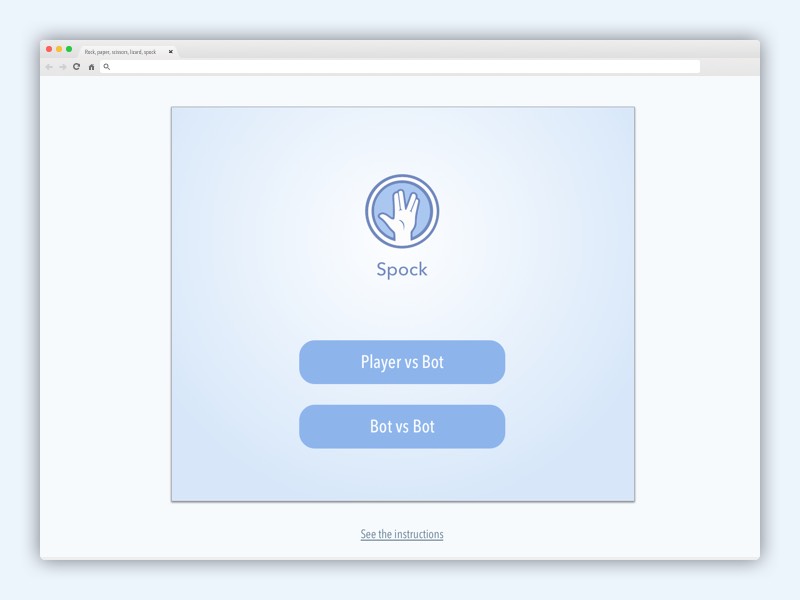 Rock, paper, scissors, lizard, spock
Spock
Player vs Bot
Bot vs Bot
See the instructions